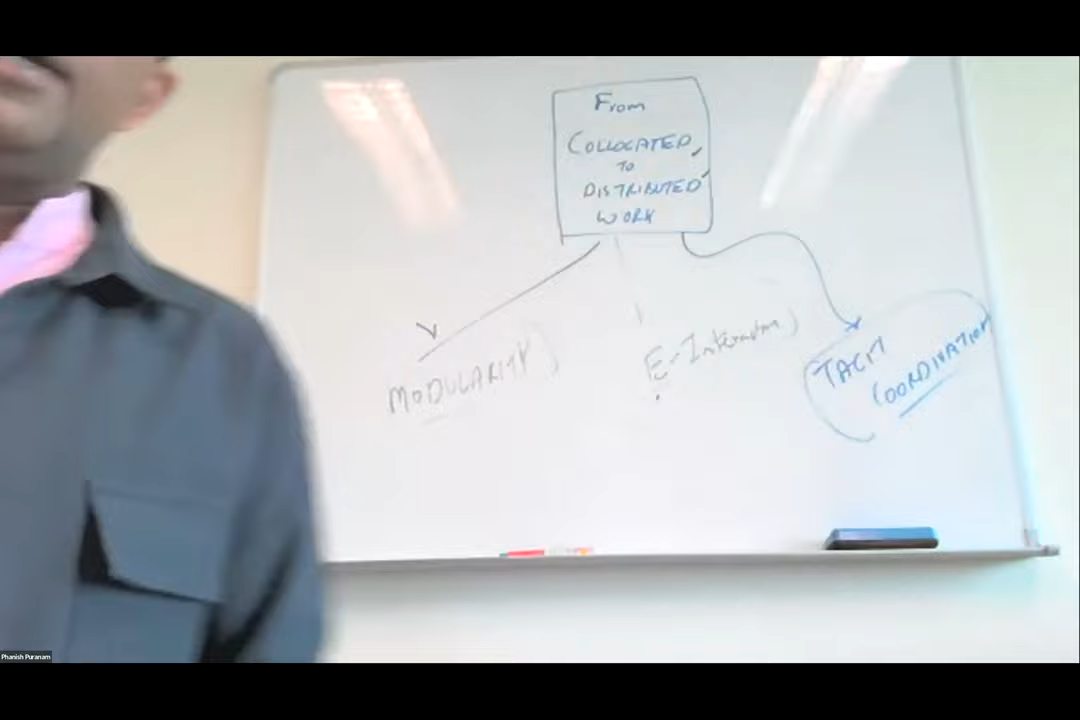 From
COLLOCATED
TO
DISTRIBUTED
WORK
MODULARITY
E-Interaction
TACIT
COORDINATION
Phanish Puranam